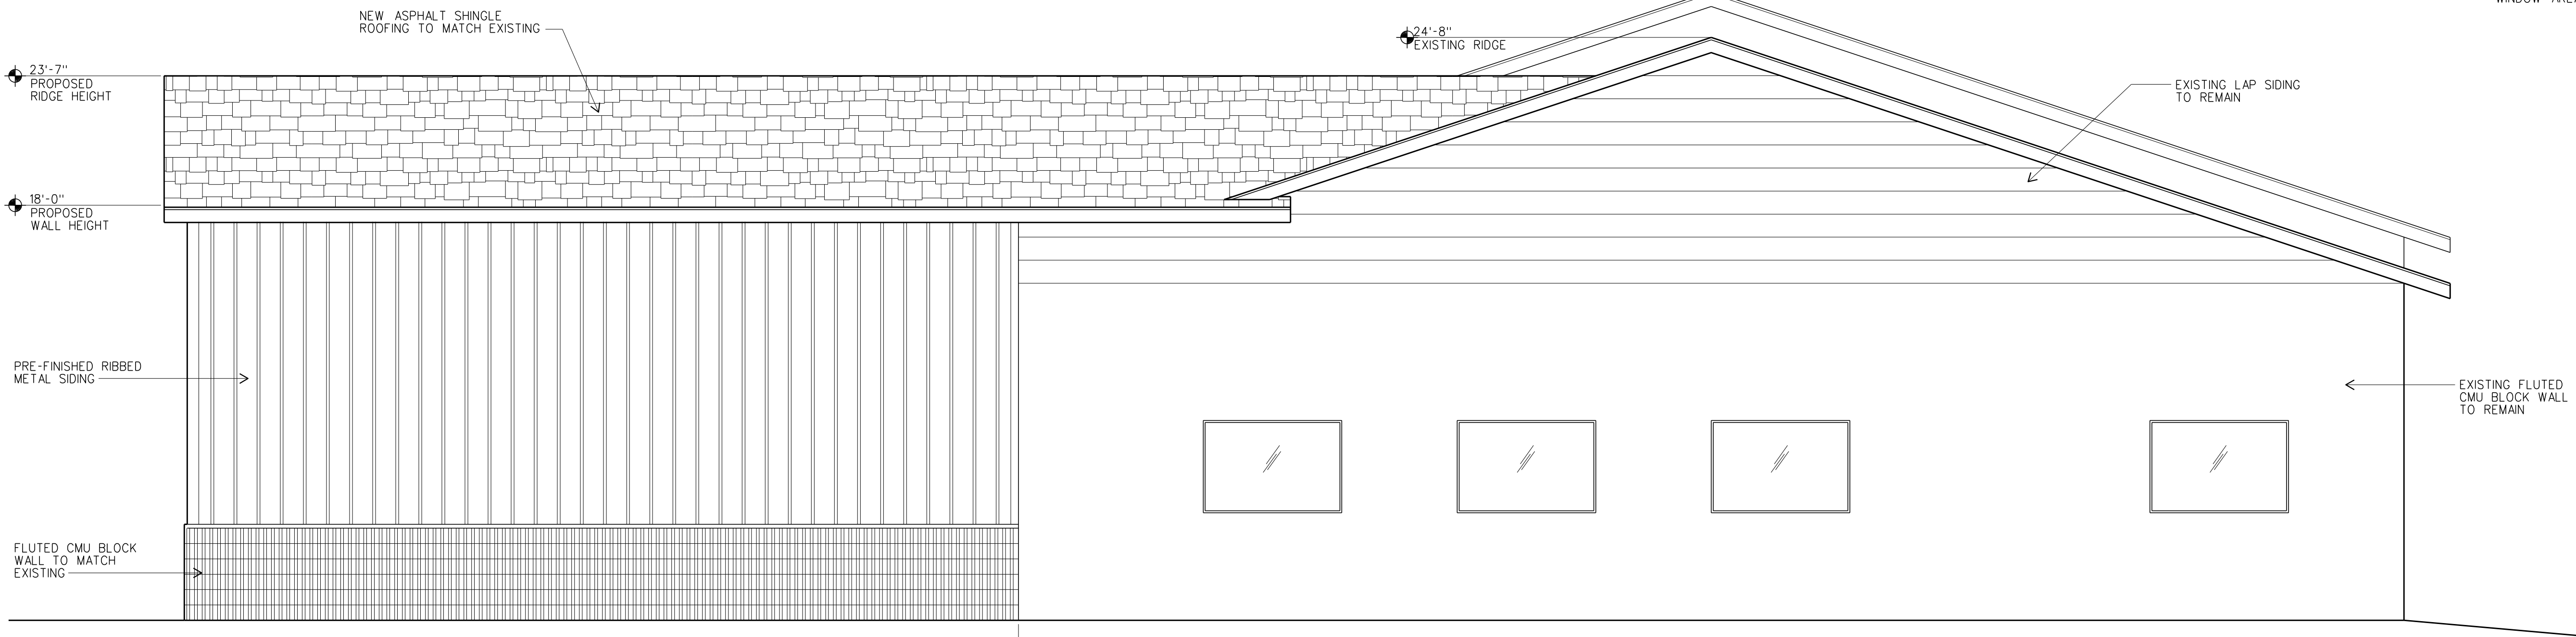 NEW ASPHALT SHINGLE
ROOFING TO MATCH EXISTING
24'-8"
EXISTING RIDGE
23'-7"
PROPOSED
RIDGE HEIGHT
EXISTING LAP SIDING
TO REMAIN
18'-0"
PROPOSED
WALL HEIGHT
PRE-FINISHED RIBBED
METAL SIDING
EXISTING FLUTED
CMU BLOCK WALL
TO REMAIN
FLUTED CMU BLOCK
WALL TO MATCH
EXISTING